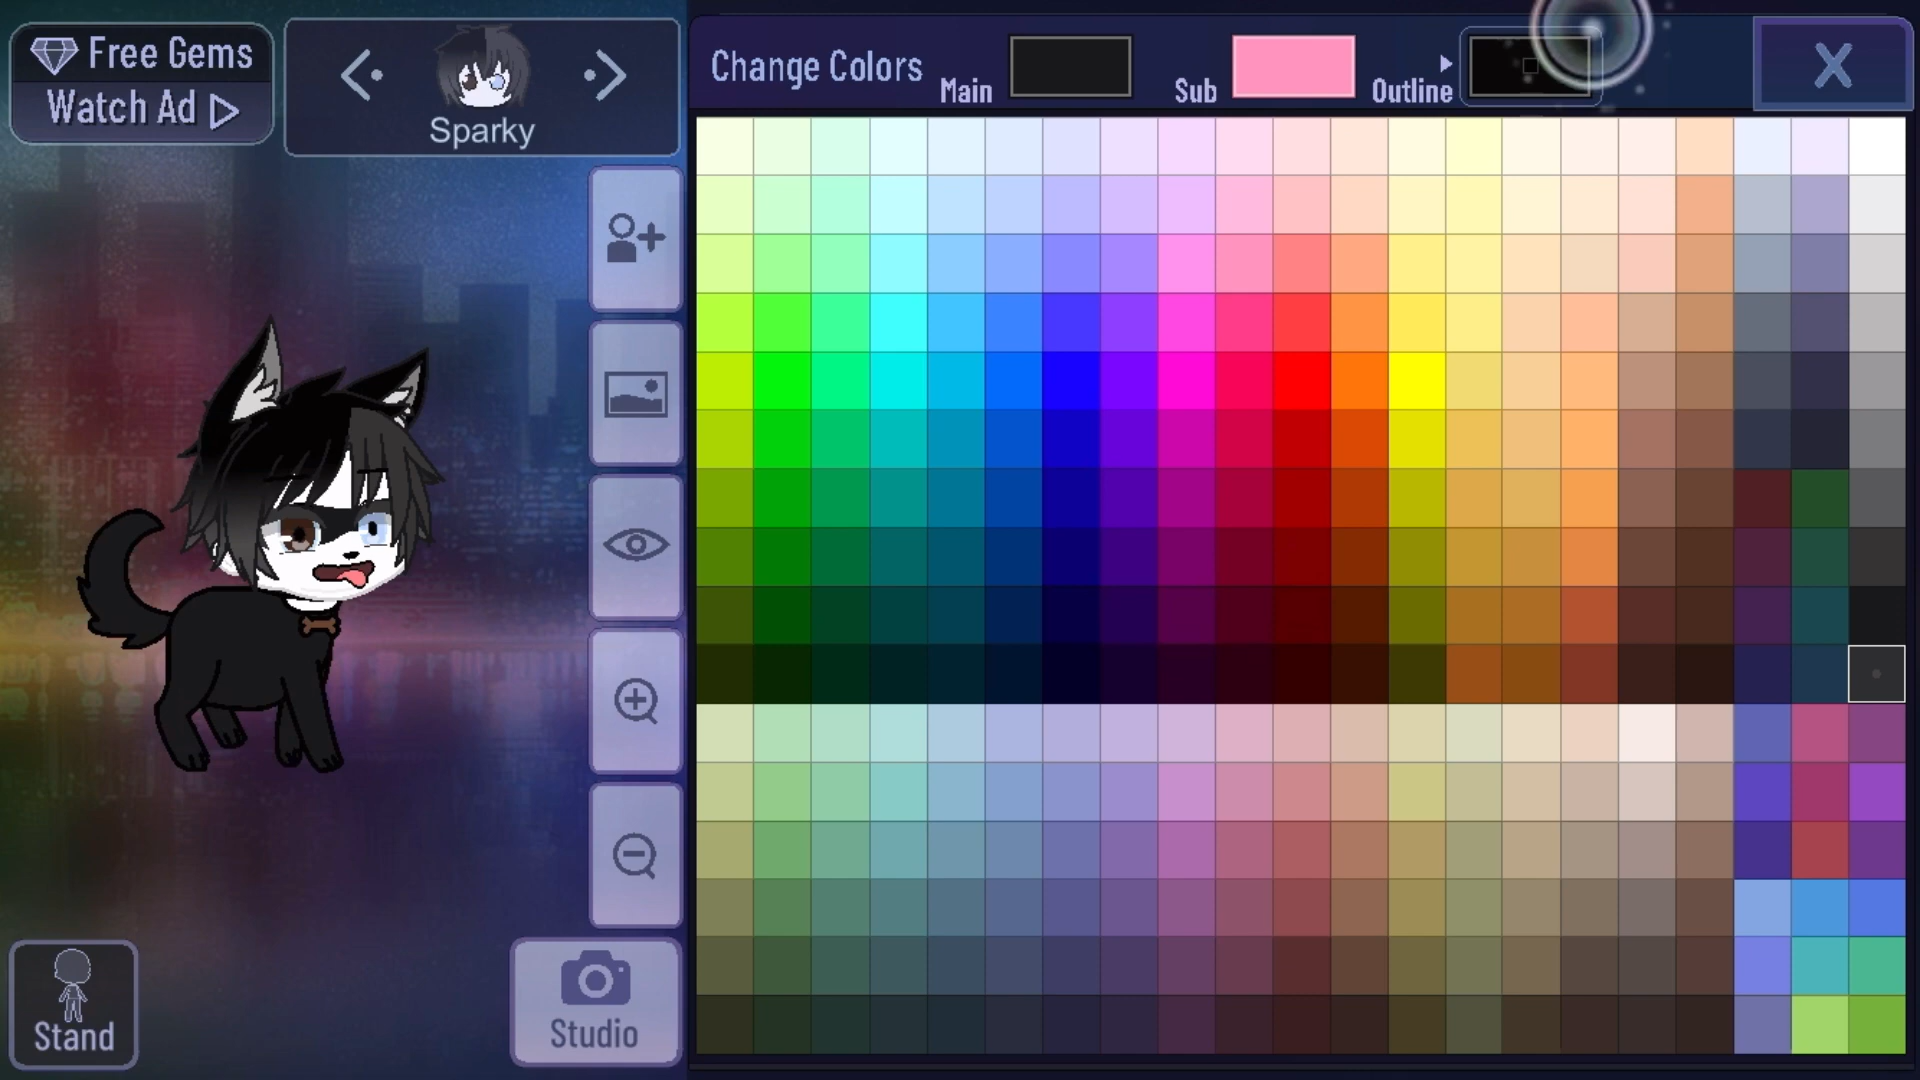 Free Gems
Watch Ad
Sparky
Change Colors
Main
Sub
Outline
X
Stand
Studio